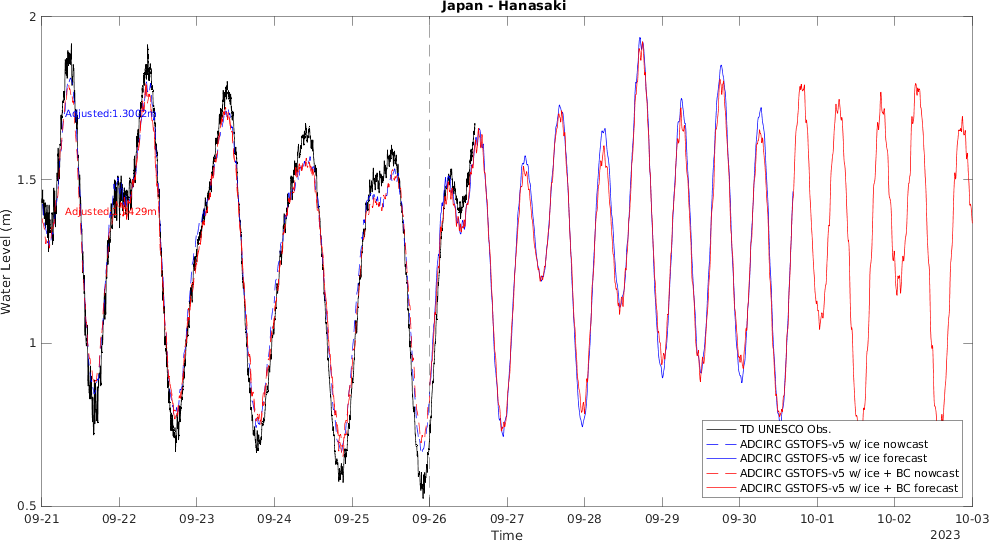 Japan - Hanasaki
2
1.5
1
0.5
Water Level (m)
Adjusted:1.3002m
Adjusted:
429m
TD UNESCO Obs.
ADCIRC GSTOFS-v5 w/ ice nowcast
ADCIRC GSTOFS-v5 w/ ice forecast
ADCIRC GSTOFS-v5 w/ ice + BC nowcast
ADCIRC GSTOFS-v5 w/ ice + BC forecast
09-21 09-22 09-23 09-24 09-25 09-26 09-27 09-28 09-29 09-30 10-01 10-02 10-03
Time
2023